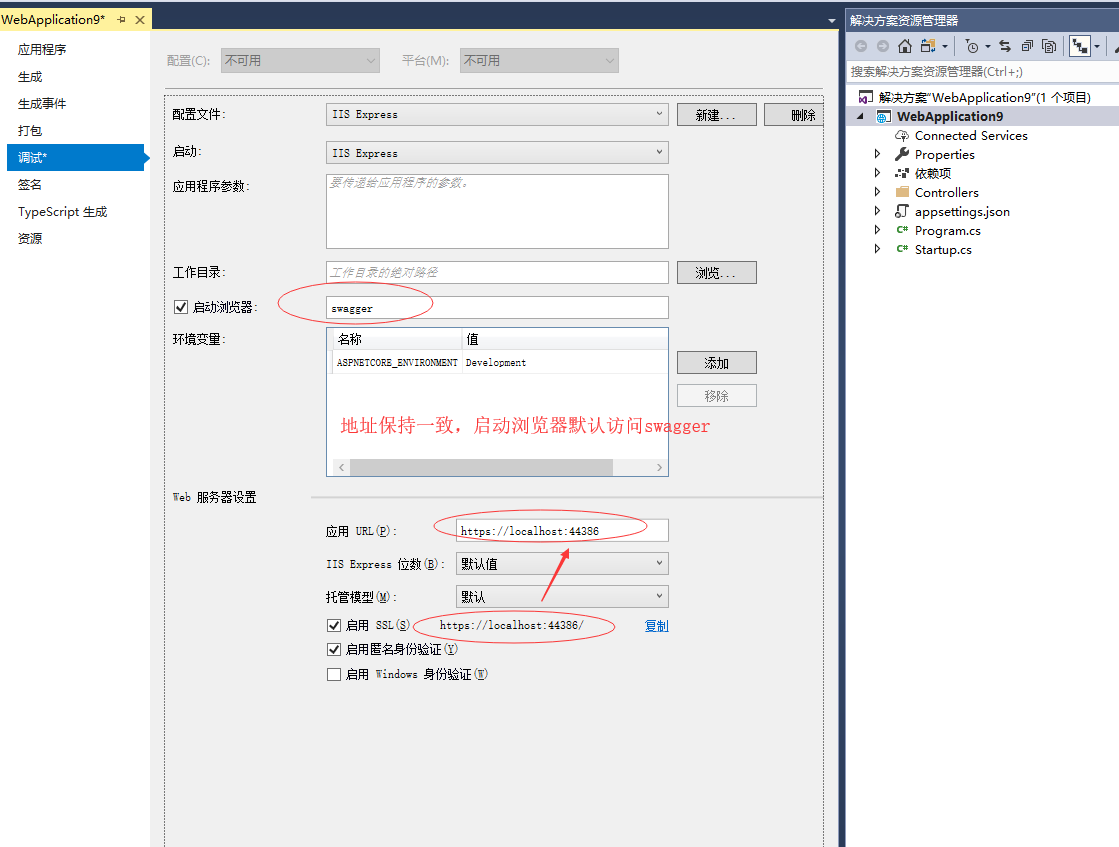 WebApplication9*
应用程序
生成
生成事件
打包
调试*
签名
TypeScript 生成
资源
配置(C):
不可用
平台(M):
不可用
配置文件:
IIS Express
新建...
删除
启动:
IIS Express
应用程序参数:
要传递给应用程序的参数。
工作目录:
工作目录的绝对路径
浏览...
启动浏览器:
swagger
环境变量:
名称
值
ASPNETCORE_ENVIRONMENT
Development
添加
移除
地址保持一致，启动浏览器默认访问swagger
Web 服务器设置
应用 URL(P):
https://localhost:44386
IIS Express 位数(B):
默认值
托管模型(M):
默认
启用 SSL(S)
https://localhost:44386/
复制
启用匿名身份验证(Y)
启用 Windows 身份验证(W)
解决方案资源管理器
搜索解决方案资源管理器(Ctrl+;)
解决方案"WebApplication9"(1 个项目)
WebApplication9
Connected Services
Properties
依赖项
Controllers
appsettings.json
C# Program.cs
C# Startup.cs